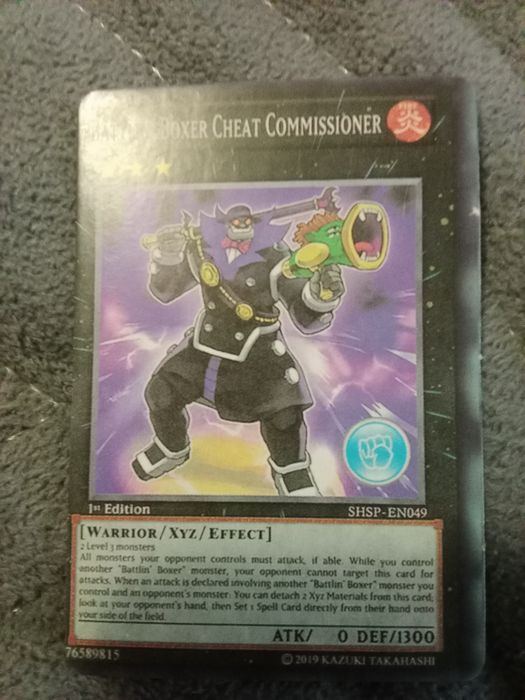 BOXER CHEAT COMMISSIONER
FIRE
炎
1st Edition
SHSP-EN049
[WARRIOR/XYZ/EFFECT]
2 Level 3 monsters
All monsters your opponent controls must attack, if able. While you control
another "Battlin' Boxer" monster, your opponent cannot target this card for
attacks. When an attack is declared involving another "Battlin' Boxer" monster you
control and an opponent's monster: You can detach 2 Xyz Materials from this card;
look at your opponent's hand, then Set 1 Spell Card directly from their hand onto
your side of the field.
ATK/ 0 DEF/1300
76589815
©2019 KAZUKI TAKAHASHI